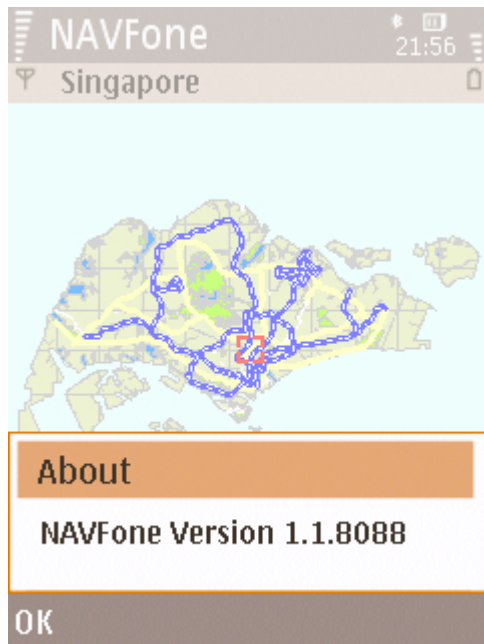 NAVFone
21:56
Singapore
About
NAVFone Version 1.1.8088
OK